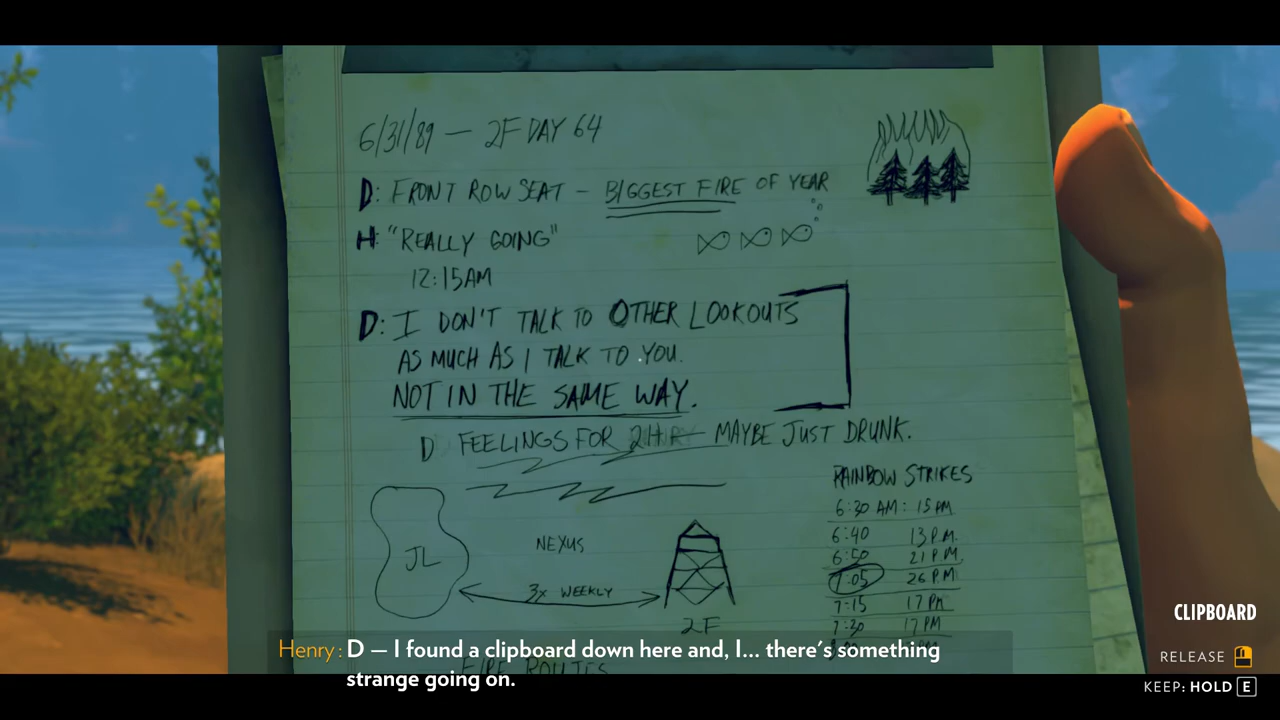 6/31/89 — 2F DAY 64
D: FRONT ROW SEAT — BIGGEST FIRE OF YEAR
H: "REALLY GOING"
12:15AM
D: I DON'T TALK TO OTHER LOOKOUTS
AS MUCH AS I TALK TO YOU.
NOT IN THE SAME WAY.
D FEELINGS FOR MAYBE JUST DRUNK.
RAINBOW STRIKES
6:30 AM: 15 PM
6:40 13 P.M.
6:50 21 P.M.
7:05 26 P.M
7:15 17 PM
7:30 17 PM
JL
NEXUS
3x WEEKLY
2F
FIRE ROUTES
Henry: D — I found a clipboard down here and, I... there's something
strange going on.
CLIPBOARD
RELEASE
KEEP: HOLD E